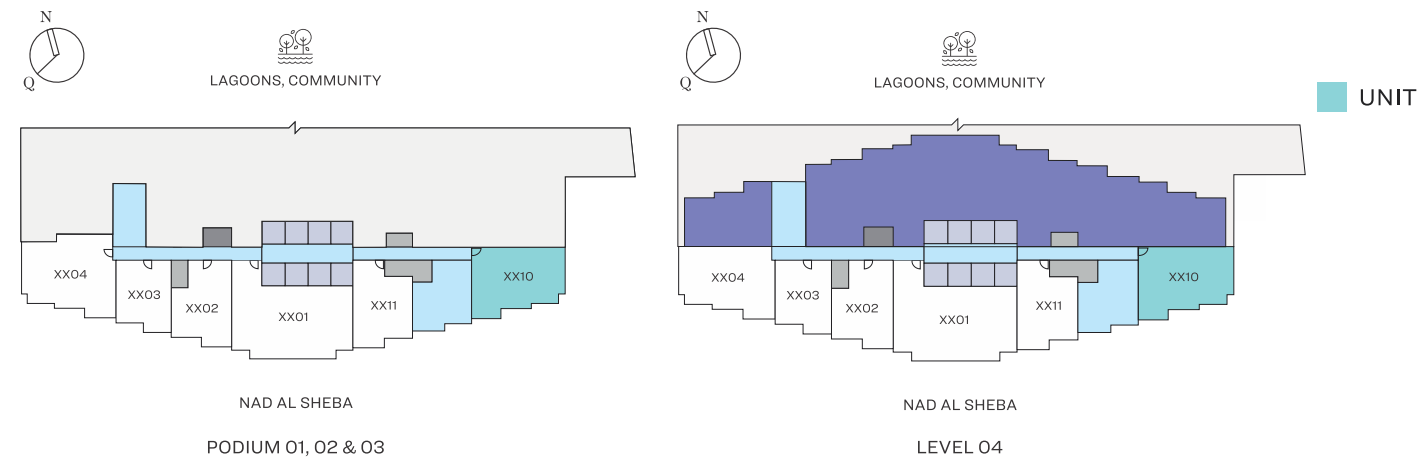 N
Q
LAGOONS, COMMUNITY
XX04
XX03
XX02
XX01
XX11
XX10
NAD AL SHEBA
PODIUM 01, 02 & 03
N
Q
LAGOONS, COMMUNITY
XX04
XX03
XX02
XX01
XX11
XX10
NAD AL SHEBA
LEVEL 04
UNIT